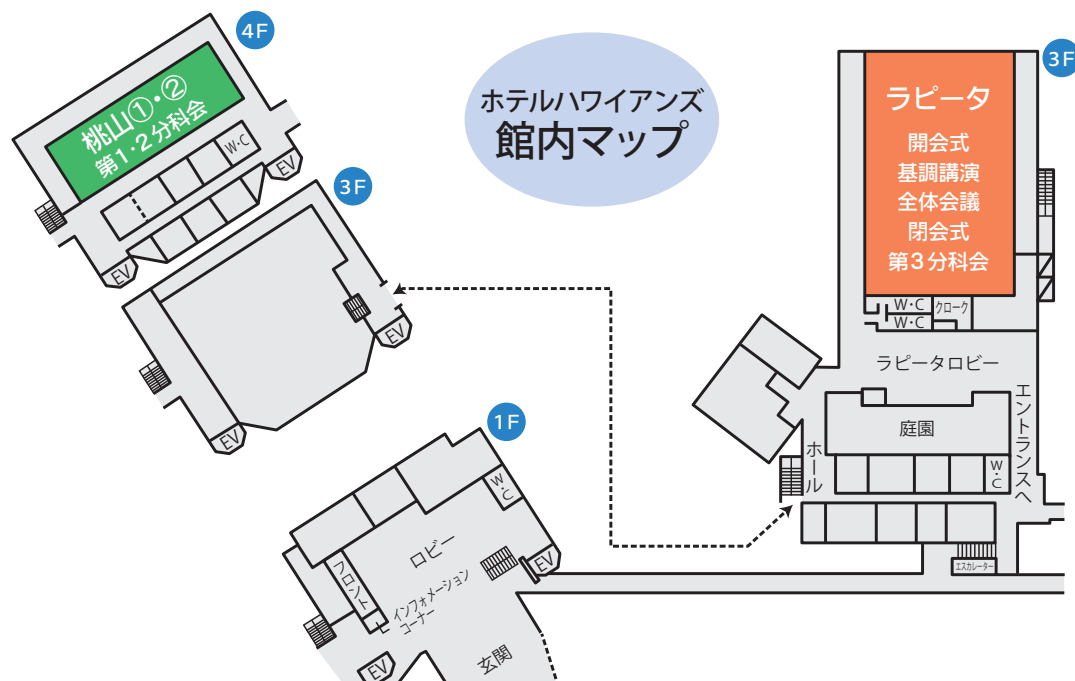 ホテルハワイアンズ
館内マップ
4F
桃山①・②
第1・2分科会
W・C
EV
EV
3F
EV
EV
1F
W・C
ロビー
フロント
インフォメーション
コーナー
EV
EV
玄関
3F
ラピータ
開会式
基調講演
全体会議
閉会式
第3分科会
W・C
W・C
クローク
ラピータロビー
庭園
ホール
W・C
エントランスへ
エスカレーター